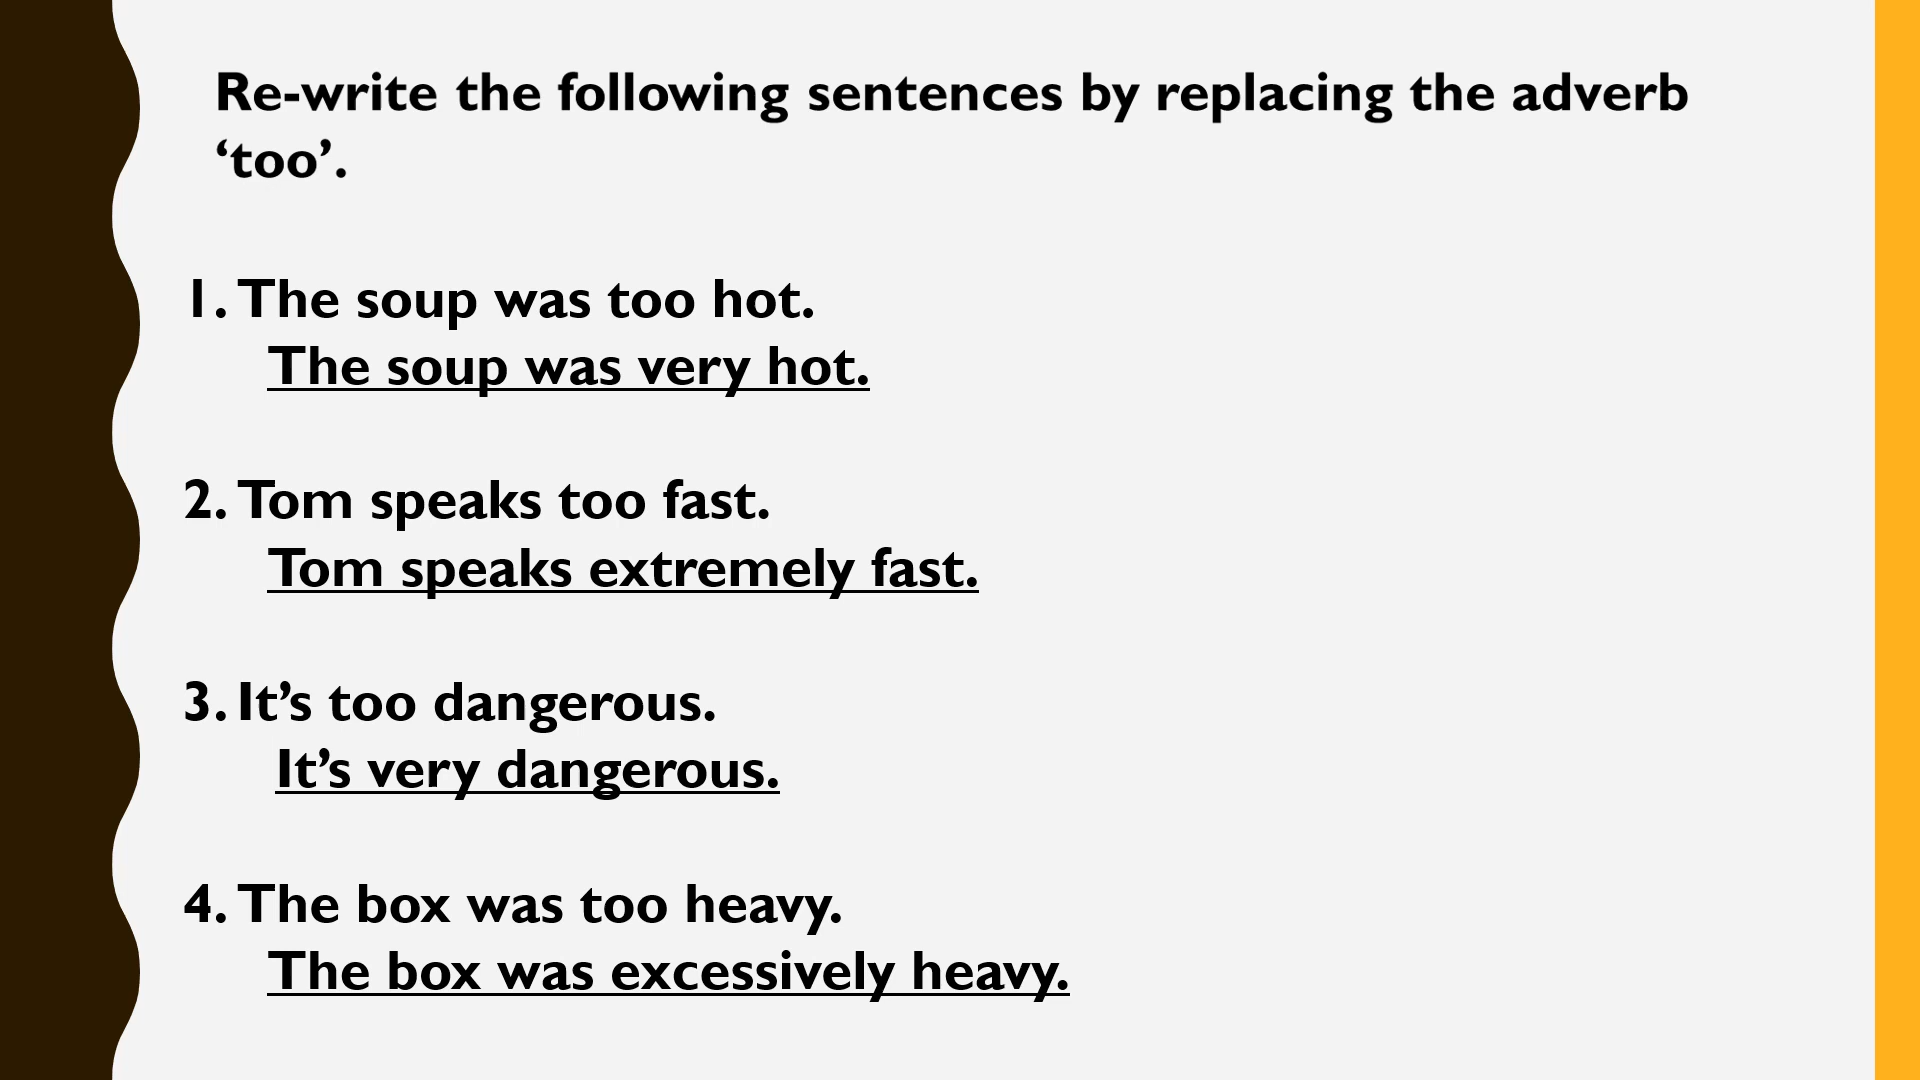 Re-write the following sentences by replacing the adverb
‘too’.
1. The soup was too hot.
The soup was very hot.
2. Tom speaks too fast.
Tom speaks extremely fast.
3. It’s too dangerous.
It’s very dangerous.
4. The box was too heavy.
The box was excessively heavy.